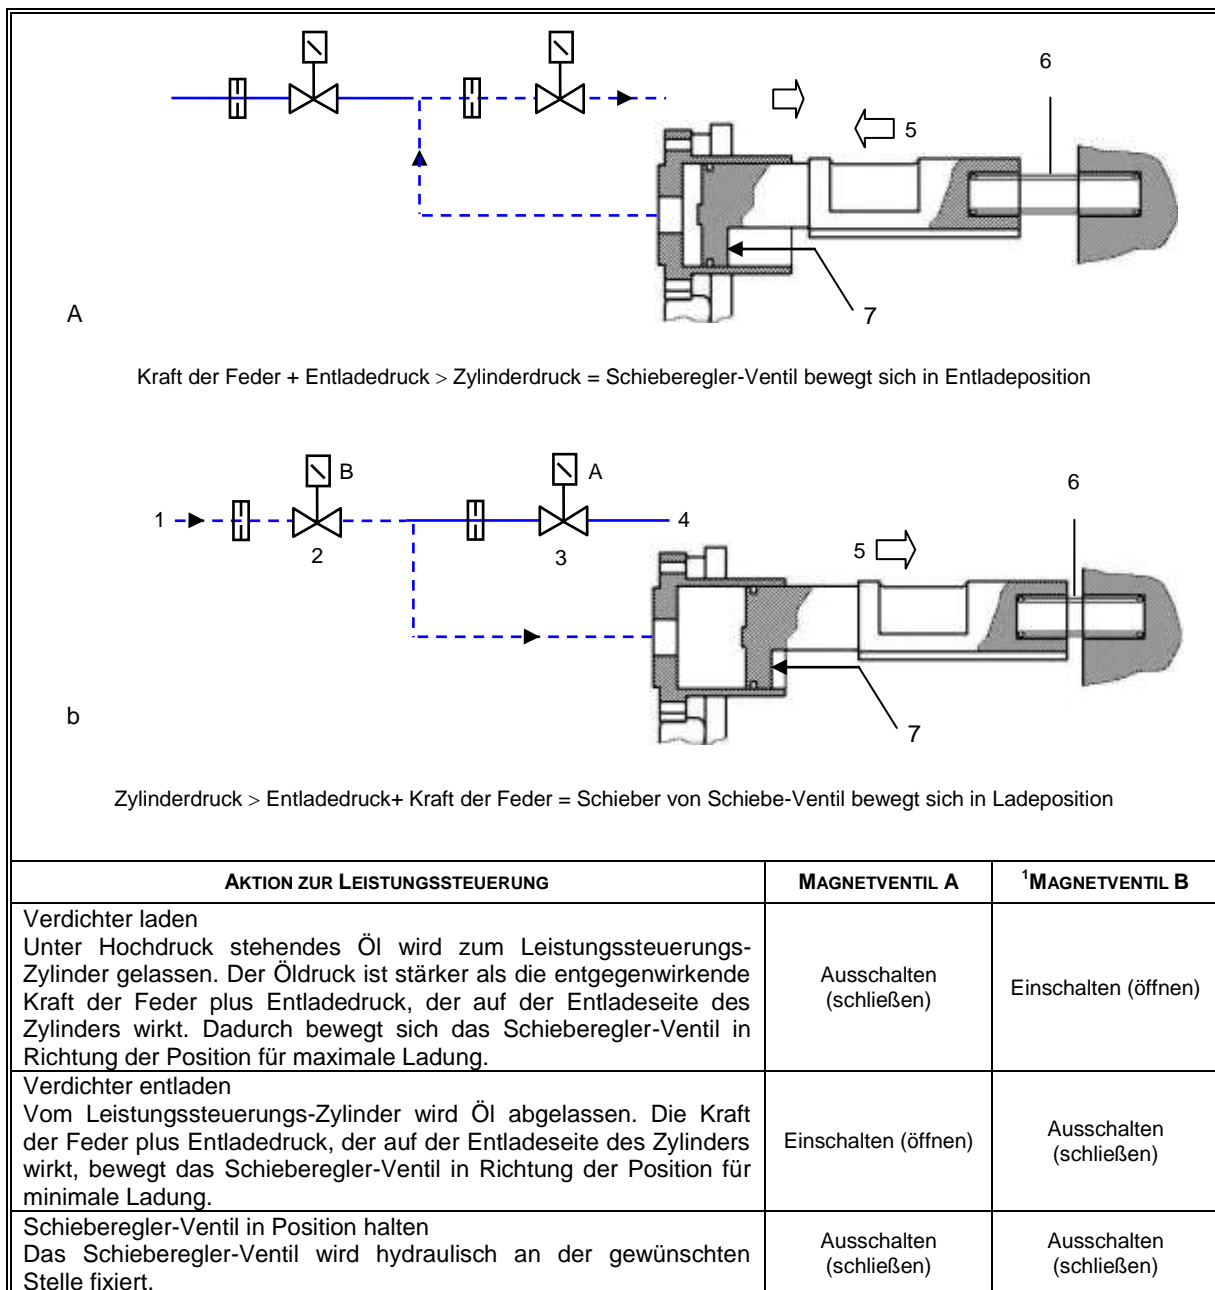 6
5
7
A
Kraft der Feder + Entladedruck > Zylinderdruck = Schieberegler-Ventil bewegt sich in Entladeposition
B
A
6
1
2
3
4
5
7
b
Zylinderdruck > Entladedruck+ Kraft der Feder = Schieber von Schiebe-Ventil bewegt sich in Ladeposition
AKTION ZUR LEISTUNGSSTEUERUNG
MAGNETVENTIL A
¹MAGNETVENTIL B
Verdichter laden
Unter Hochdruck stehendes Öl wird zum Leistungssteuerungs-
Zylinder gelassen. Der Öldruck ist stärker als die entgegenwirkende
Kraft der Feder plus Entladedruck, der auf der Entladeseite des
Zylinders wirkt. Dadurch bewegt sich das Schieberegler-Ventil in
Richtung der Position für maximale Ladung.
Ausschalten
(schließen)
Einschalten (öffnen)
Verdichter entladen
Vom Leistungssteuerungs-Zylinder wird Öl abgelassen. Die Kraft
der Feder plus Entladedruck, der auf der Entladeseite des Zylinders
wirkt, bewegt das Schieberegler-Ventil in Richtung der Position für
minimale Ladung.
Einschalten (öffnen)
Ausschalten
(schließen)
Schieberegler-Ventil in Position halten
Das Schieberegler-Ventil wird hydraulisch an der gewünschten
Stelle fixiert.
Ausschalten
(schließen)
Ausschalten
(schließen)